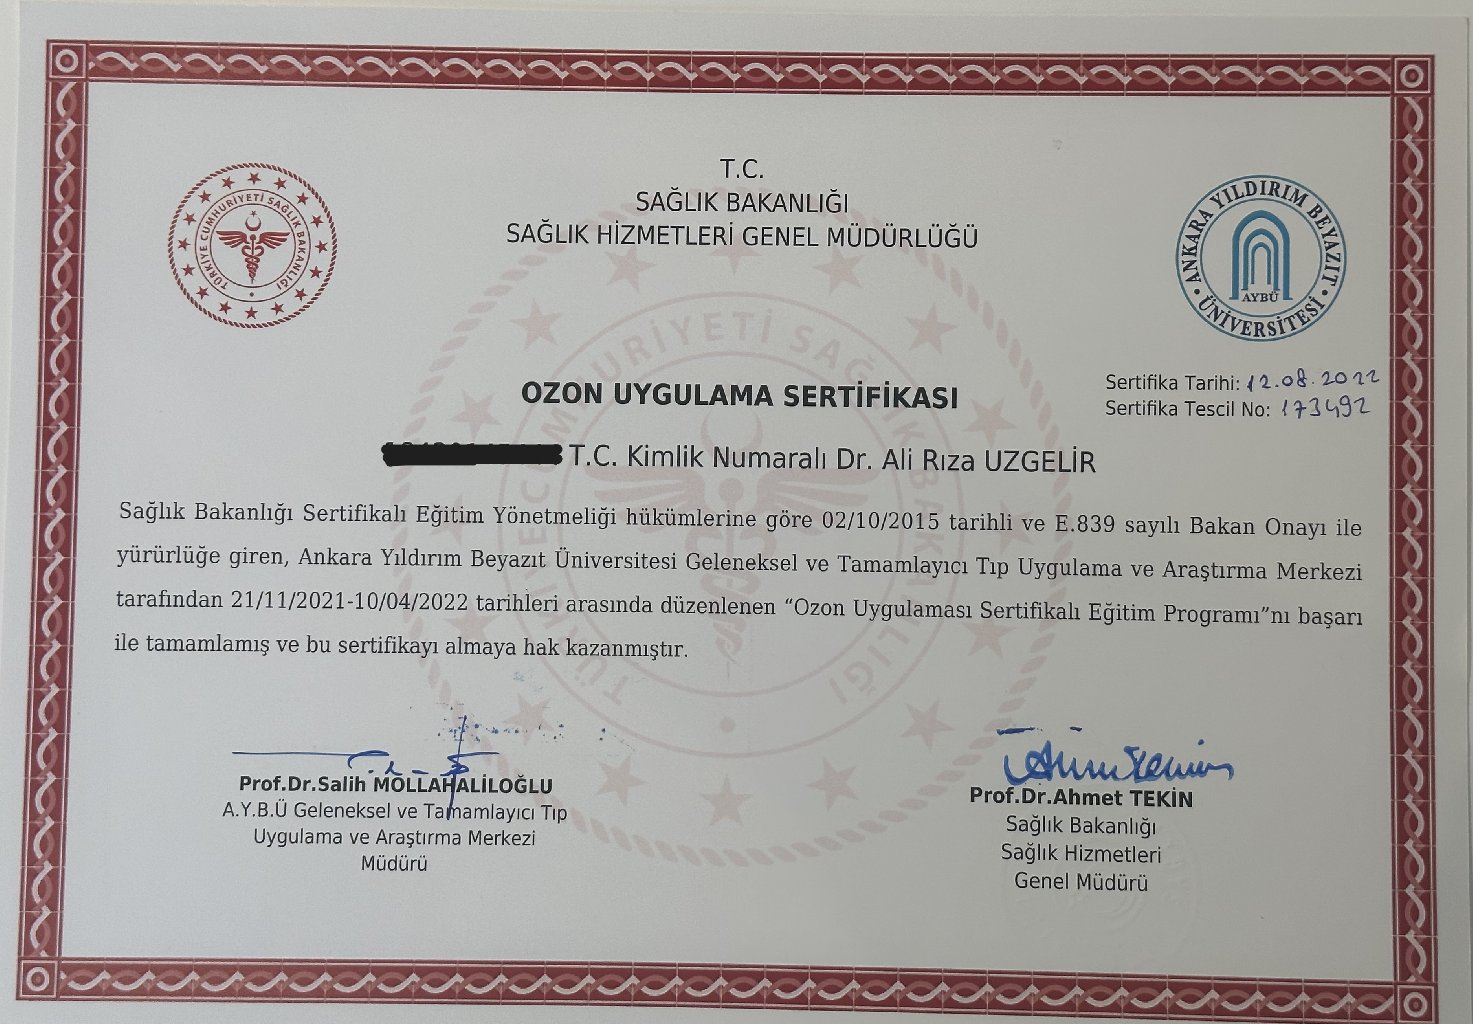 T.C.
SAĞLIK BAKANLIĞI
SAĞLIK HİZMETLERİ GENEL MÜDÜRLÜĞÜ
TÜRKİYE CUMHURİYETİ SAĞLIK BAKANLIĞI
ANKARA YILDIRIM BEYAZIT ÜNİVERSİTESİ
AYBÜ
Sertifika Tarihi: 12.08.2022
Sertifika Tescil No: 173492
OZON UYGULAMA SERTİFİKASI
T.C. Kimlik Numaralı Dr. Ali Rıza UZGELİR
Sağlık Bakanlığı Sertifikalı Eğitim Yönetmeliği hükümlerine göre 02/10/2015 tarihli ve E.839 sayılı Bakan Onayı ile
yürürlüğe giren, Ankara Yıldırım Beyazıt Üniversitesi Geleneksel ve Tamamlayıcı Tıp Uygulama ve Araştırma Merkezi
tarafından 21/11/2021-10/04/2022 tarihleri arasında düzenlenen “Ozon Uygulaması Sertifikalı Eğitim Programı”nı başarı
ile tamamlamış ve bu sertifikayı almaya hak kazanmıştır.
TÜRKİYE CUMHURİYETİ SAĞLIK BAKANLIĞI
Prof.Dr.Salih MOLLAHALİLOĞLU
A.Y.B.Ü Geleneksel ve Tamamlayıcı Tıp
Uygulama ve Araştırma Merkezi
Müdürü
Prof.Dr.Ahmet TEKİN
Sağlık Bakanlığı
Sağlık Hizmetleri
Genel Müdürü